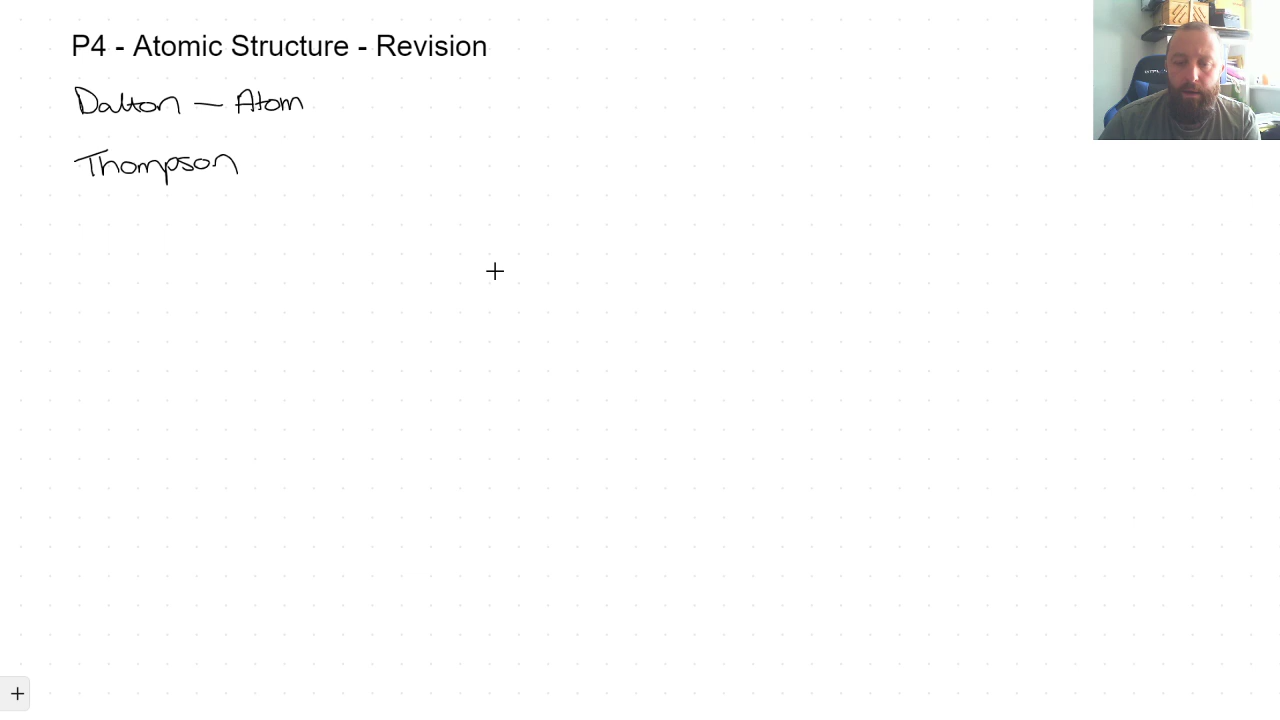 P4 - Atomic Structure - Revision
Dalton — Atom
Thompson